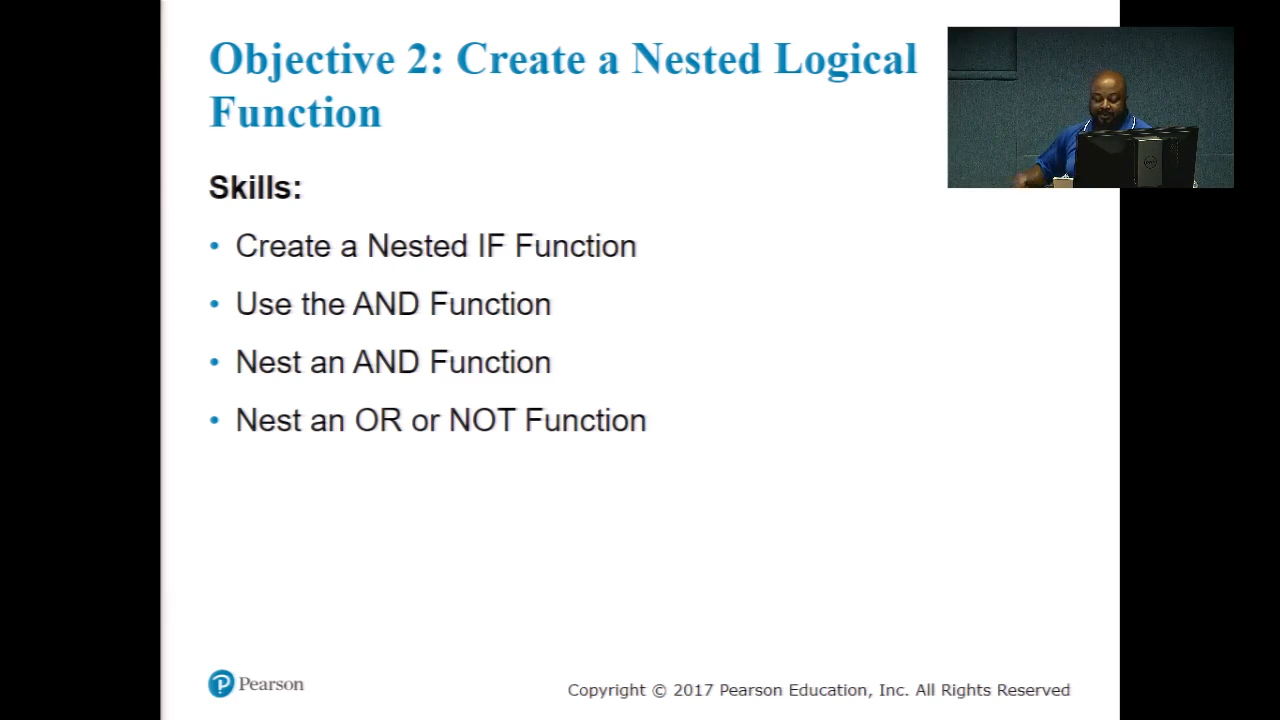 Objective 2: Create a Nested Logical
Function
Skills:
• Create a Nested IF Function
• Use the AND Function
• Nest an AND Function
• Nest an OR or NOT Function
Pearson
Copyright © 2017 Pearson Education, Inc. All Rights Reserved